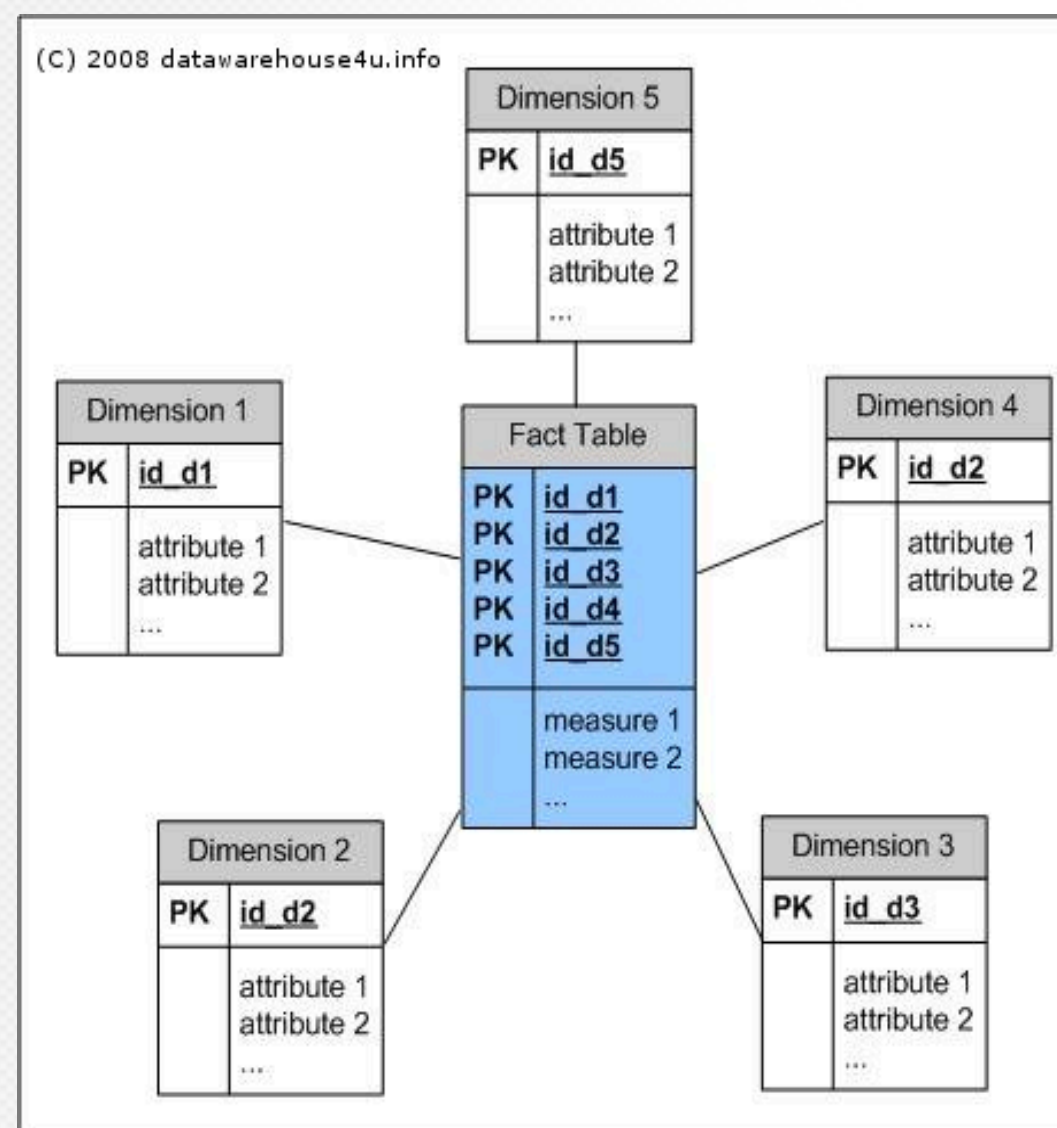 (C) 2008 datawarehouse4u.info
Dimension 5
PK id_d5
attribute 1
attribute 2
...
Dimension 1
PK id_d1
attribute 1
attribute 2
...
Fact Table
PK id_d1
PK id_d2
PK id_d3
PK id_d4
PK id_d5
measure 1
measure 2
...
Dimension 4
PK id_d2
attribute 1
attribute 2
...
Dimension 2
PK id_d2
attribute 1
attribute 2
...
Dimension 3
PK id_d3
attribute 1
attribute 2
...